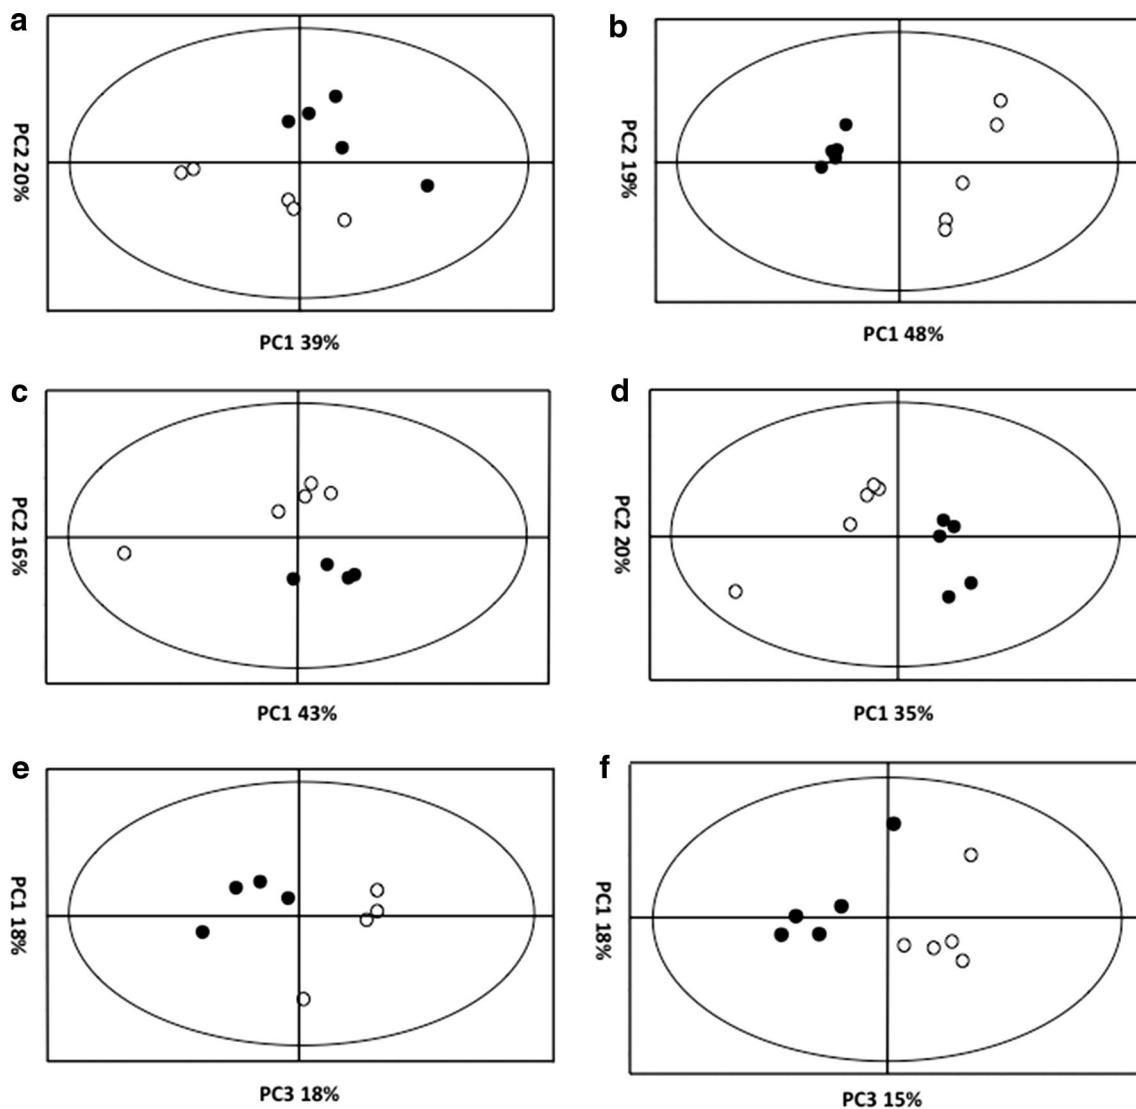 a
b
PC2 20%
PC2 19%
PC1 39%
PC1 48%
c
d
PC2 16%
PC2 20%
PC1 43%
PC1 35%
e
f
PC1 18%
PC1 18%
PC3 18%
PC3 15%